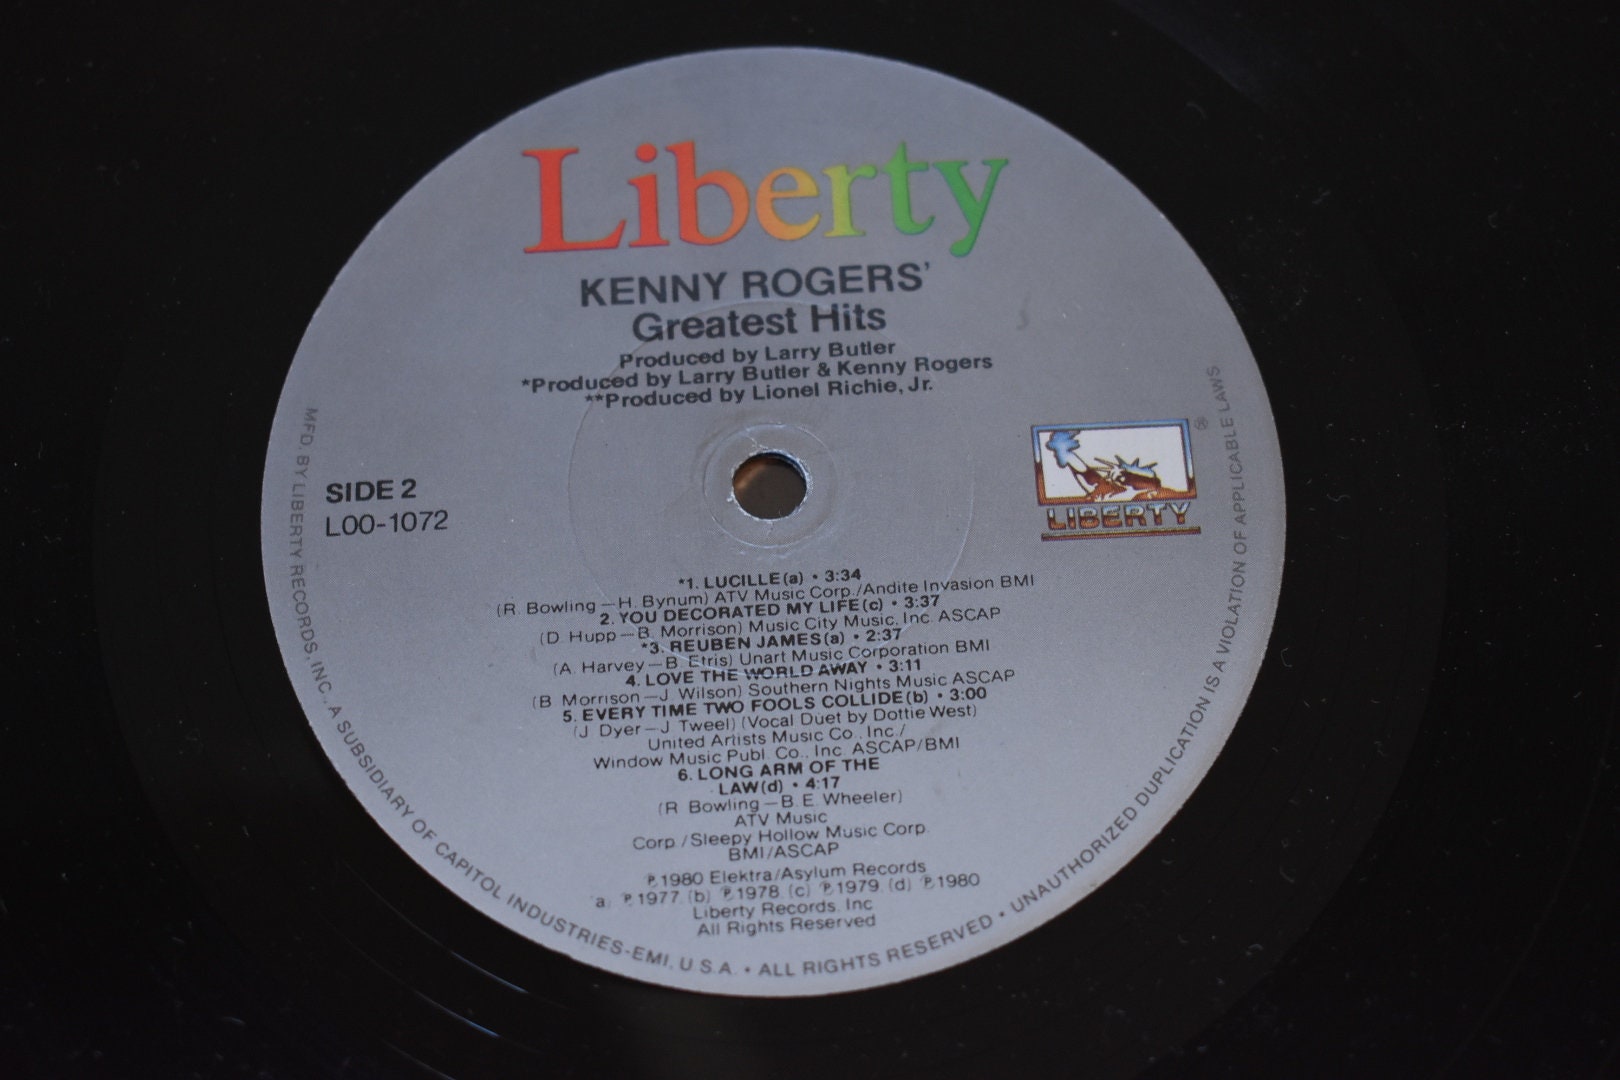 Liberty
KENNY ROGERS'
Greatest Hits
Produced by Larry Butler
*Produced by Larry Butler & Kenny Rogers
**Produced by Lionel Richie, Jr.
SIDE 2
LOO-1072
®
LIBERTY
*1. LUCILLE(a) • 3:34
(R. Bowling—H. Bynum) ATV Music Corp./Andite Invasion BMI
2. YOU DECORATED MY LIFE(c) • 3:37
(D. Hupp—B. Morrison) Music City Music, Inc. ASCAP
*3. REUBEN JAMES(a) • 2:37
(A. Harvey—B. Etris) Unart Music Corporation BMI
4. LOVE THE WORLD AWAY • 3:11
(B. Morrison—J. Wilson) Southern Nights Music ASCAP
5. EVERY TIME TWO FOOLS COLLIDE(b) • 3:00
(J. Dyer—J. Tweel) (Vocal Duet by Dottie West)
United Artists Music Co., Inc./
Window Music Publ. Co., Inc. ASCAP/BMI
6. LONG ARM OF THE
LAW(d) • 4:17
(R. Bowling—B.E. Wheeler)
ATV Music
Corp./Sleepy Hollow Music Corp.
BMI/ASCAP
℗1980 Elektra/Asylum Records
(a) ℗1977 (b) ℗1978 (c) ℗1979 (d) ℗1980
Liberty Records, Inc.
All Rights Reserved
MFD. BY LIBERTY RECORDS, INC., A SUBSIDIARY OF CAPITOL INDUSTRIES-EMI, U.S.A. • ALL RIGHTS RESERVED • UNAUTHORIZED DUPLICATION IS A VIOLATION OF APPLICABLE LAWS